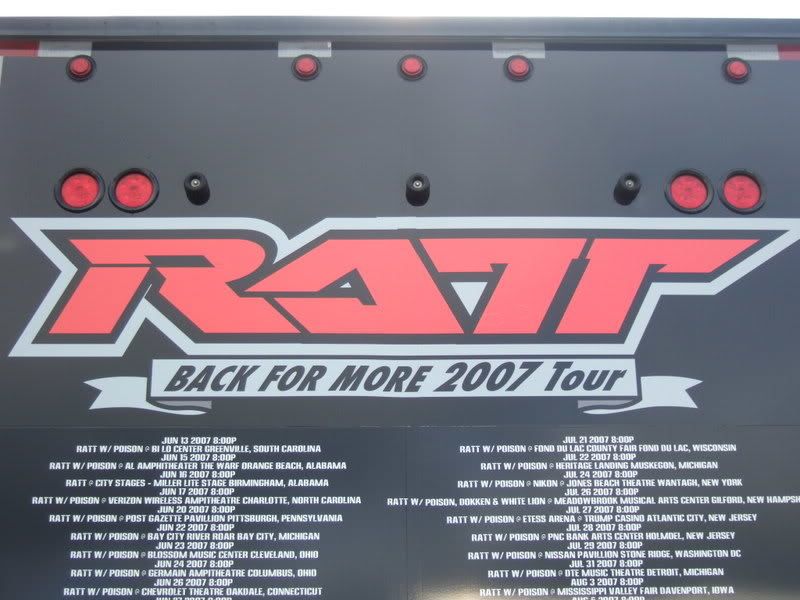 RATT
BACK FOR MORE 2007 Tour
JUN 13 2007 8:00P
RATT W/ POISON @ BI LO CENTER GREENVILLE, SOUTH CAROLINA
JUN 15 2007 8:00P
RATT W/ POISON @ AL AMPHITHEATER THE WARF ORANGE BEACH, ALABAMA
JUN 16 2007 8:00P
RATT @ CITY STAGES - MILLER LITE STAGE BIRMINGHAM, ALABAMA
JUN 17 2007 8:00P
RATT W/ POISON @ VERIZON WIRELESS AMPITHEATRE CHARLOTTE, NORTH CAROLINA
JUN 20 2007 8:00P
RATT W/ POISON @ POST GAZETTE PAVILLION PITTSBURGH, PENNSYLVANIA
JUN 22 2007 8:00P
RATT W/ POISON @ BAY CITY RIVER ROAR BAY CITY, MICHIGAN
JUN 23 2007 8:00P
RATT W/ POISON @ BLOSSOM MUSIC CENTER CLEVELAND, OHIO
JUN 24 2007 8:00P
RATT W/ POISON @ GERMAIN AMPITHEATRE COLUMBUS, OHIO
JUN 26 2007 8:00P
RATT W/ POISON @ CHEVROLET THEATRE OAKDALE, CONNECTICUT
JUN 27 2007 8:00P
JUL 21 2007 8:00P
RATT W/ POISON @ FOND DU LAC COUNTY FAIR FOND DU LAC, WISCONSIN
JUL 22 2007 8:00P
RATT W/ POISON @ HERITAGE LANDING MUSKEGON, MICHIGAN
JUL 24 2007 8:00P
RATT W/ POISON @ NIKON @ JONES BEACH THEATRE WANTAGH, NEW YORK
JUL 26 2007 8:00P
RATT W/ POISON, DOKKEN & WHITE LION @ MEADOWBROOK MUSICAL ARTS CENTER GILFORD, NEW HAMPS
JUL 27 2007 8:00P
RATT W/ POISON @ ETESS ARENA @ TRUMP CASINO ATLANTIC CITY, NEW JERSEY
JUL 28 2007 8:00P
RATT W/ POISON @ PNC BANK ARTS CENTER HOLMDEL, NEW JERSEY
JUL 29 2007 8:00P
RATT W/ POISON @ NISSAN PAVILION STONE RIDGE, WASHINGTON DC
JUL 31 2007 8:00P
RATT W/ POISON @ DTE MUSIC THEATRE DETROIT, MICHIGAN
AUG 3 2007 8:00P
RATT W/ POISON @ MISSISSIPPI VALLEY FAIR DAVENPORT, IOWA